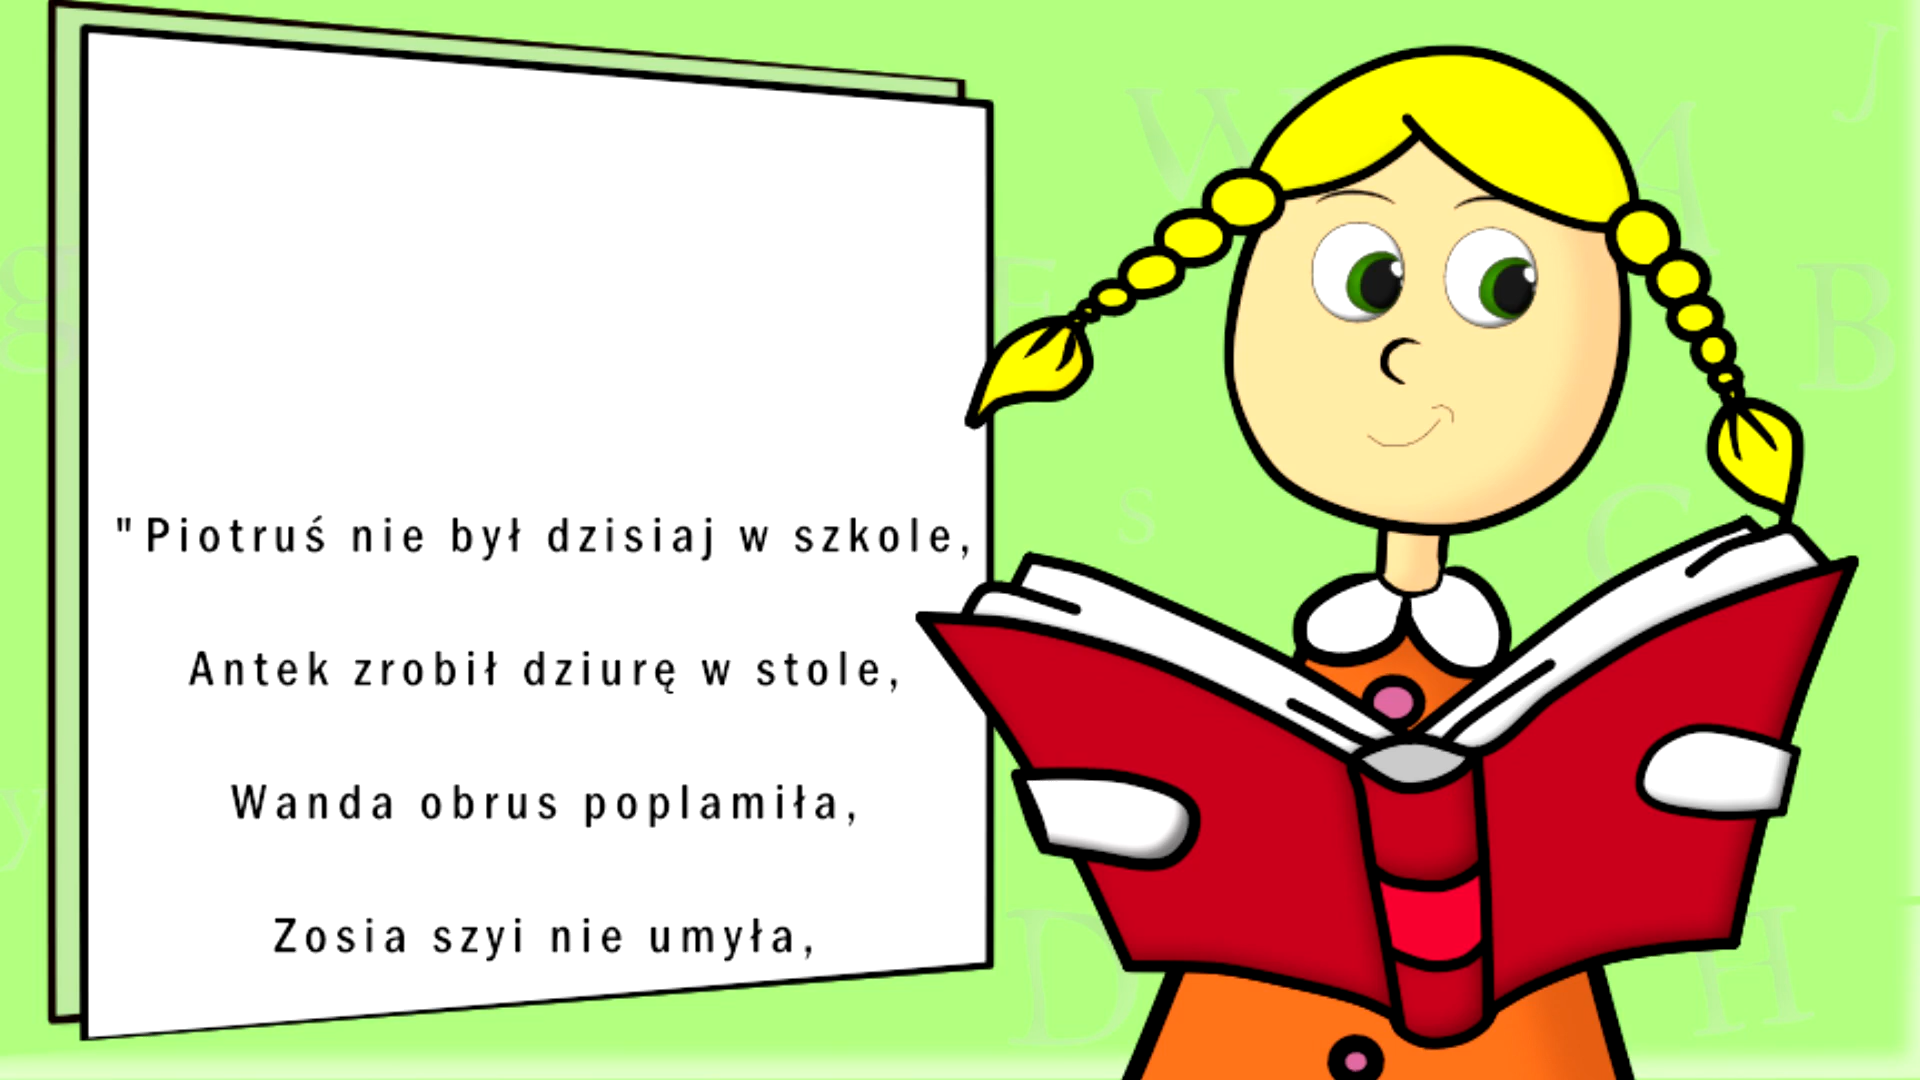 "Piotruś nie był dzisiaj w szkole,
Antek zrobił dziurę w stole,
Wanda obrus poplamiła,
Zosia szyi nie umyła,